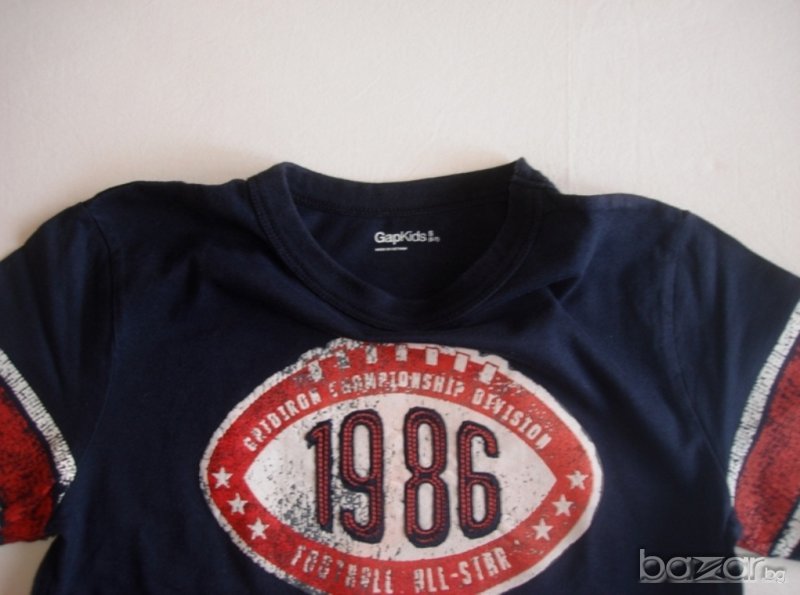 GapKids S
GRIDIRON CHAMPIONSHIP DIVISION
1986
FOOTBALL ALL-STAR
bazar.bg